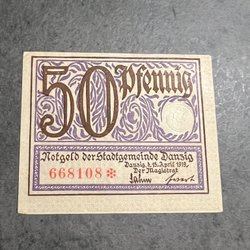 50 Pfennig
Notgeld der Stadtgemeinde Danzig
Danzig, d. 15. April 1919.
668108✻
Der Magistrat